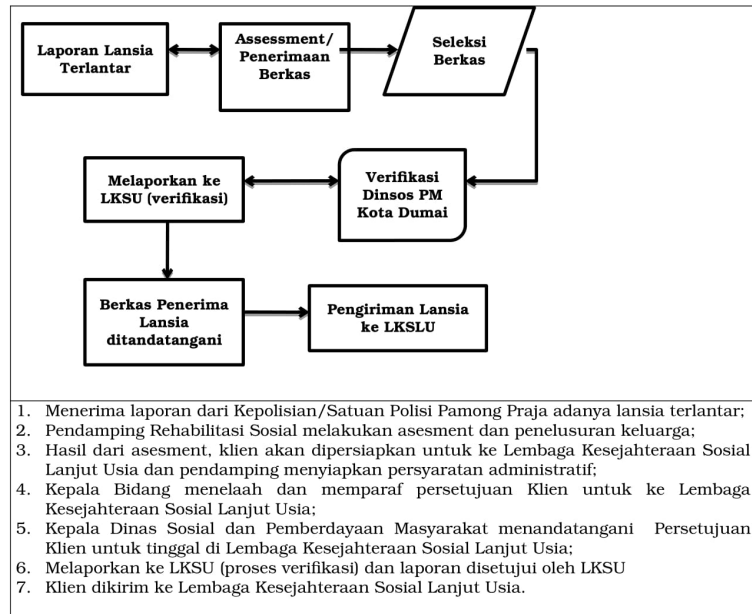 Laporan Lansia
Terlantar
Assessment/
Penerimaan
Berkas
Seleksi
Berkas
Melaporkan ke
LKSU (verifikasi)
Verifikasi
Dinsos PM
Kota Dumai
Berkas Penerima
Lansia
ditandatangani
Pengiriman Lansia
ke LKSLU
1. Menerima laporan dari Kepolisian/Satuan Polisi Pamong Praja adanya lansia terlantar;
2. Pendamping Rehabilitasi Sosial melakukan asesment dan penelusuran keluarga;
3. Hasil dari asesment, klien akan dipersiapkan untuk ke Lembaga Kesejahteraan Sosial
Lanjut Usia dan pendamping menyiapkan persyaratan administratif;
4. Kepala Bidang menelaah dan memparaf persetujuan Klien untuk ke Lembaga
Kesejahteraan Sosial Lanjut Usia;
5. Kepala Dinas Sosial dan Pemberdayaan Masyarakat menandatangani Persetujuan
Klien untuk tinggal di Lembaga Kesejahteraan Sosial Lanjut Usia;
6. Melaporkan ke LKSU (proses verifikasi) dan laporan disetujui oleh LKSU
7. Klien dikirim ke Lembaga Kesejahteraan Sosial Lanjut Usia.